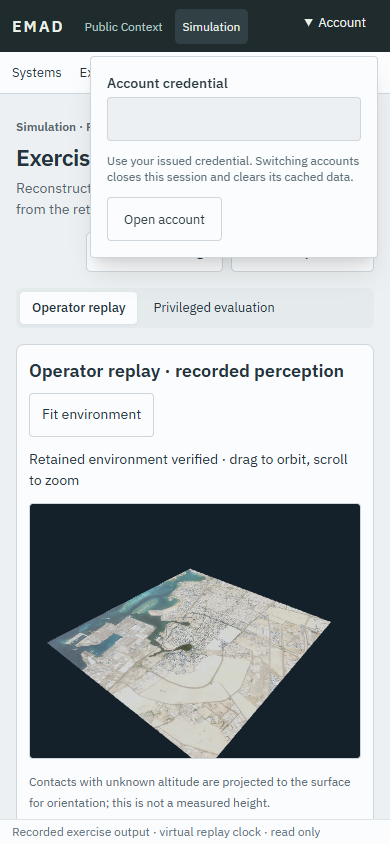 EMAD Public Context Simulation ▼ Account
Systems Ex
Account credential
Simulation · R
Exercis
Reconstruct
from the ret
Use your issued credential. Switching accounts
closes this session and clears its cached data.
Open account
Operator replay Privileged evaluation
Operator replay · recorded perception
Fit environment
Retained environment verified · drag to orbit, scroll
to zoom
Contacts with unknown altitude are projected to the surface
for orientation; this is not a measured height.
Recorded exercise output · virtual replay clock · read only